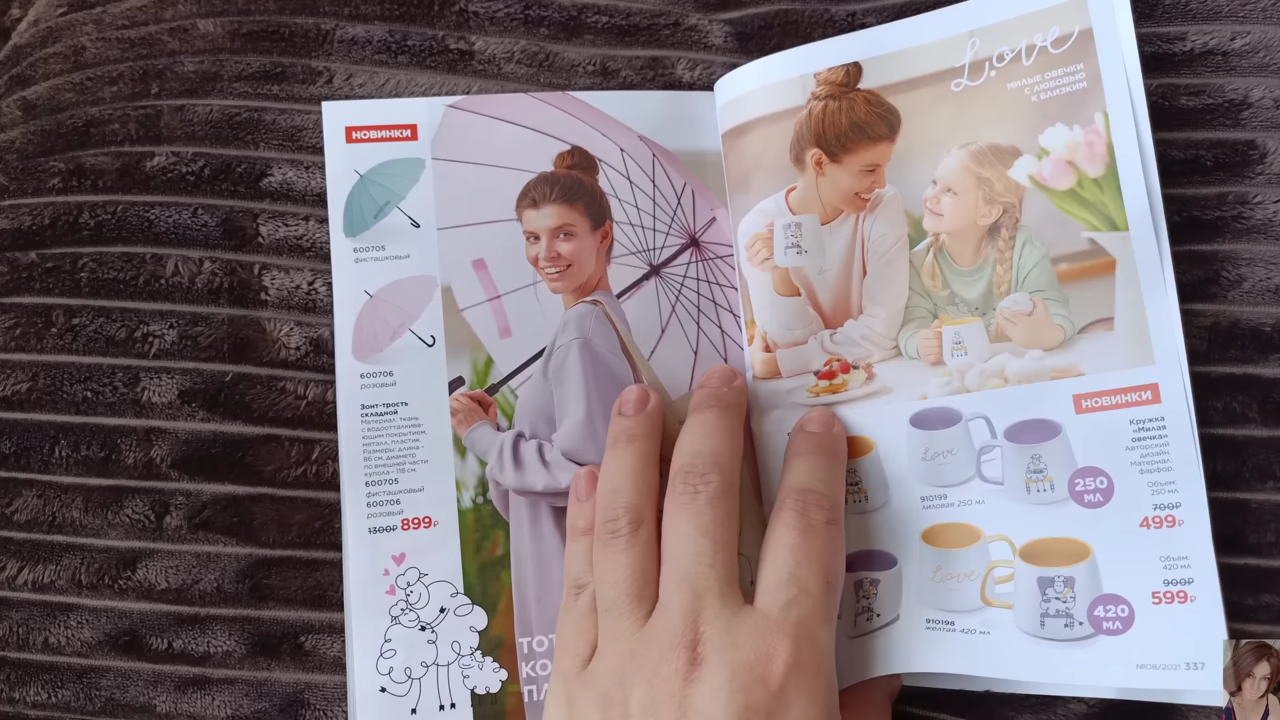 НОВИНКИ
600705
фисташковый
600706
розовый
Зонт-трость
складной
Материал: ткань
с водоотталкива-
ющим покрытием,
металл, пластик.
Размеры: длина -
86 см, диаметр
по внешней части
купола - 118 см.
600705
фисташковый
600706
розовый
1300₽ 899₽
ТОТ
КО
ПЛ
Love
МИЛЫЕ ОВЕЧКИ
С ЛЮБОВЬЮ
К БЛИЗКИМ
НОВИНКИ
Кружка
«Милая
овечка»
Авторский
дизайн.
Материал:
фарфор.
Love
910199
лиловая 250 мл
250
МЛ
Объем:
250 мл
700₽
499₽
Love
910198
желтая 420 мл
420
МЛ
Объем:
420 мл
900₽
599₽
№08/2021 337